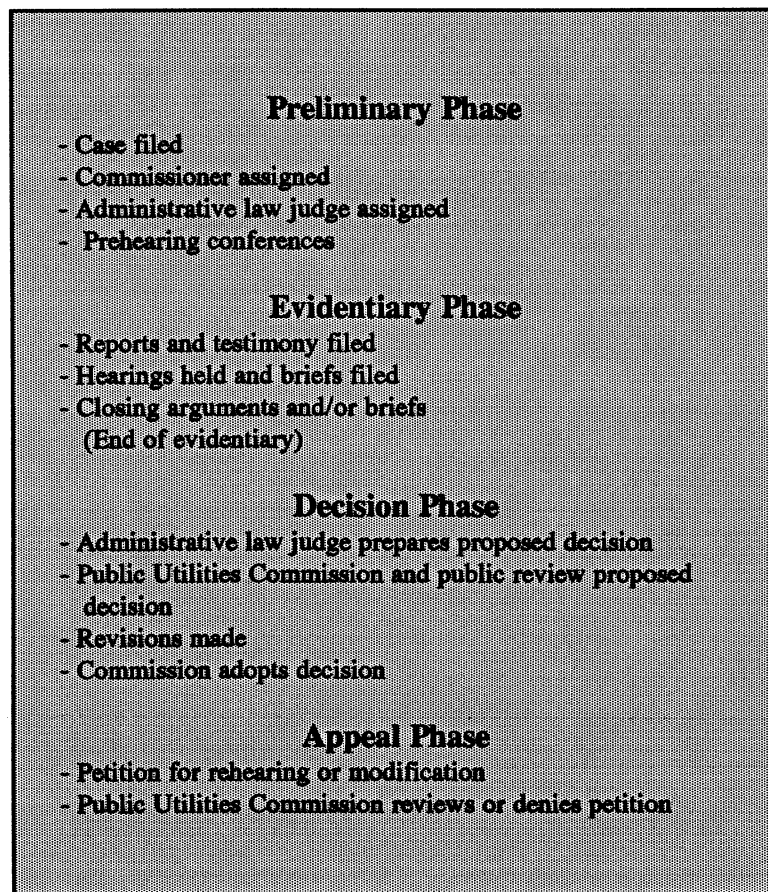 Preliminary Phase
- Case filed
- Commissioner assigned
- Administrative law judge assigned
- Prehearing conferences
Evidentiary Phase
- Reports and testimony filed
- Hearings held and briefs filed
- Closing arguments and/or briefs
(End of evidentiary)
Decision Phase
- Administrative law judge prepares proposed decision
- Public Utilities Commission and public review proposed
decision
- Revisions made
- Commission adopts decision
Appeal Phase
- Petition for rehearing or modification
- Public Utilities Commission reviews or denies petition